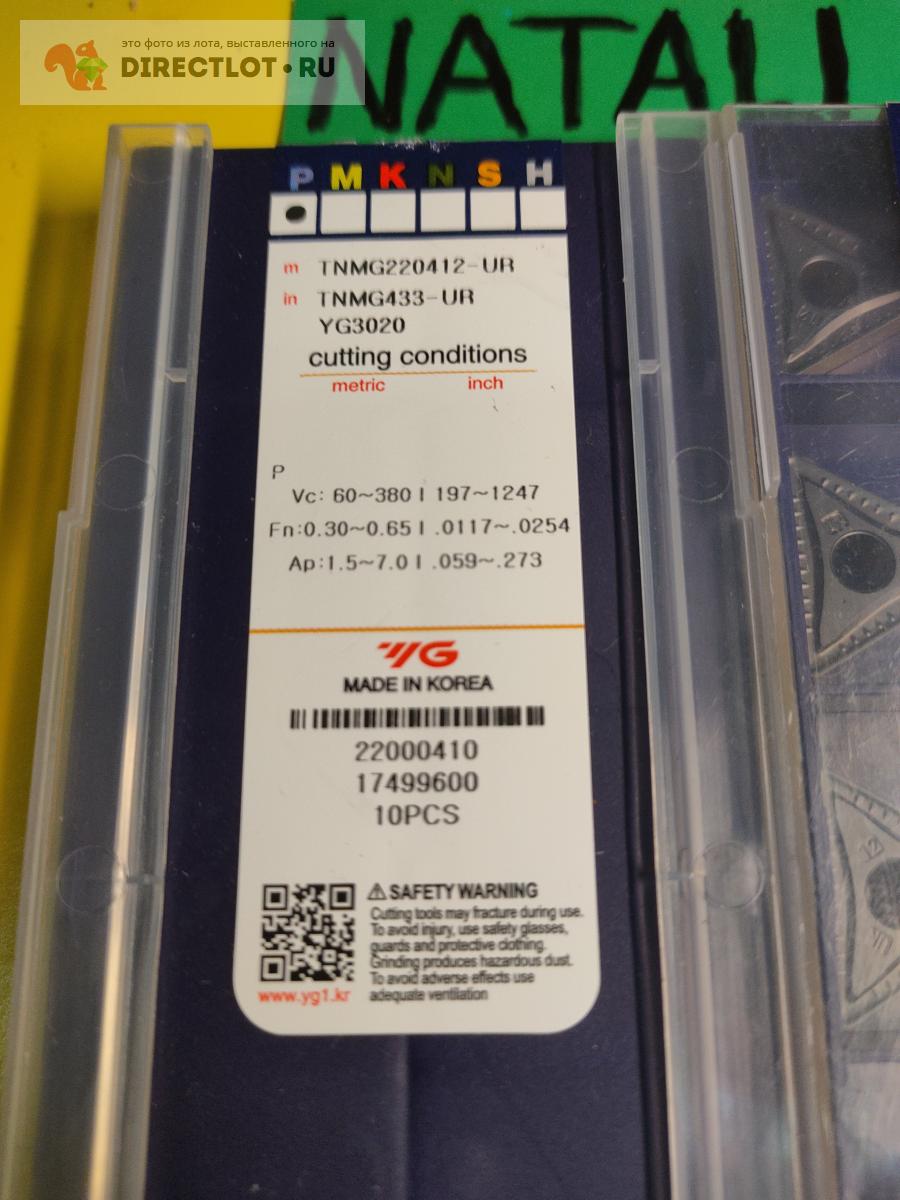 это фото из лота, выставленного на
DIRECTLOT•RU
NATALI
P M K N S H
m TNMG220412-UR
in TNMG433-UR
YG3020
cutting conditions
metric inch
P
Vc: 60~380 | 197~1247
Fn:0.30~0.65 | .0117~.0254
Ap:1.5~7.0 | .059~.273
YG
MADE IN KOREA
22000410
17499600
10PCS
⚠ SAFETY WARNING
Cutting tools may fracture during use.
To avoid injury, use safety glasses,
guards and protective clothing.
Grinding produces hazardous dust.
To avoid adverse effects use
adequate ventilation
www.yg1.kr
12
UR